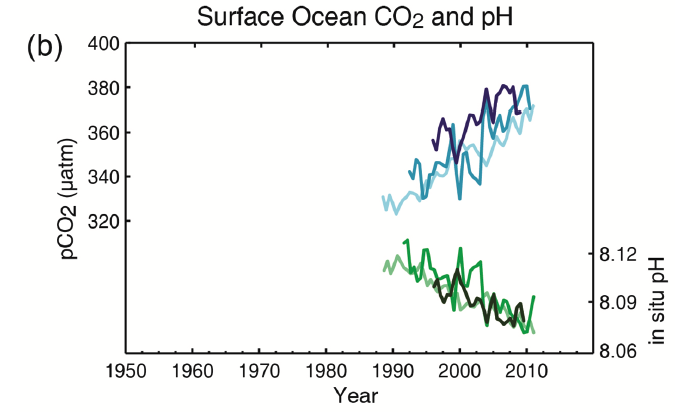 Surface Ocean CO2 and pH
(b)
400
380
360
340
320
pCO2 (µatm)
8.12
8.09
8.06
in situ pH
1950 1960 1970 1980 1990 2000 2010
Year